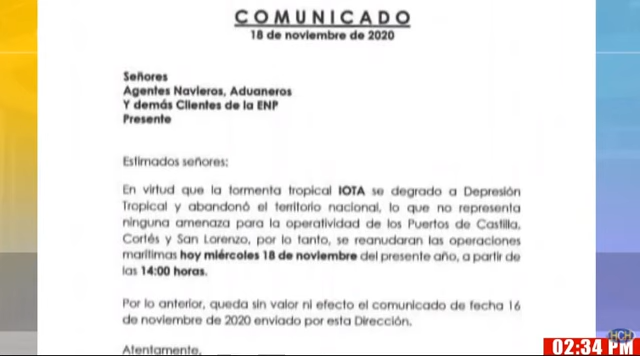 COMUNICADO
18 de noviembre de 2020
Señores
Agentes Navieros, Aduaneros
Y demás Clientes de la ENP
Presente
Estimados señores:
En virtud que la tormenta tropical IOTA se degrado a Depresión
Tropical y abandonó el territorio nacional, lo que no representa
ninguna amenaza para la operatividad de los Puertos de Castilla,
Cortés y San Lorenzo, por lo tanto, se reanudaran las operaciones
marítimas hoy miércoles 18 de noviembre del presente año, a partir de
las 14:00 horas.
Por lo anterior, queda sin valor ni efecto el comunicado de fecha 16
de noviembre de 2020 enviado por esta Dirección.
Atentamente,
HCH
02:34 PM